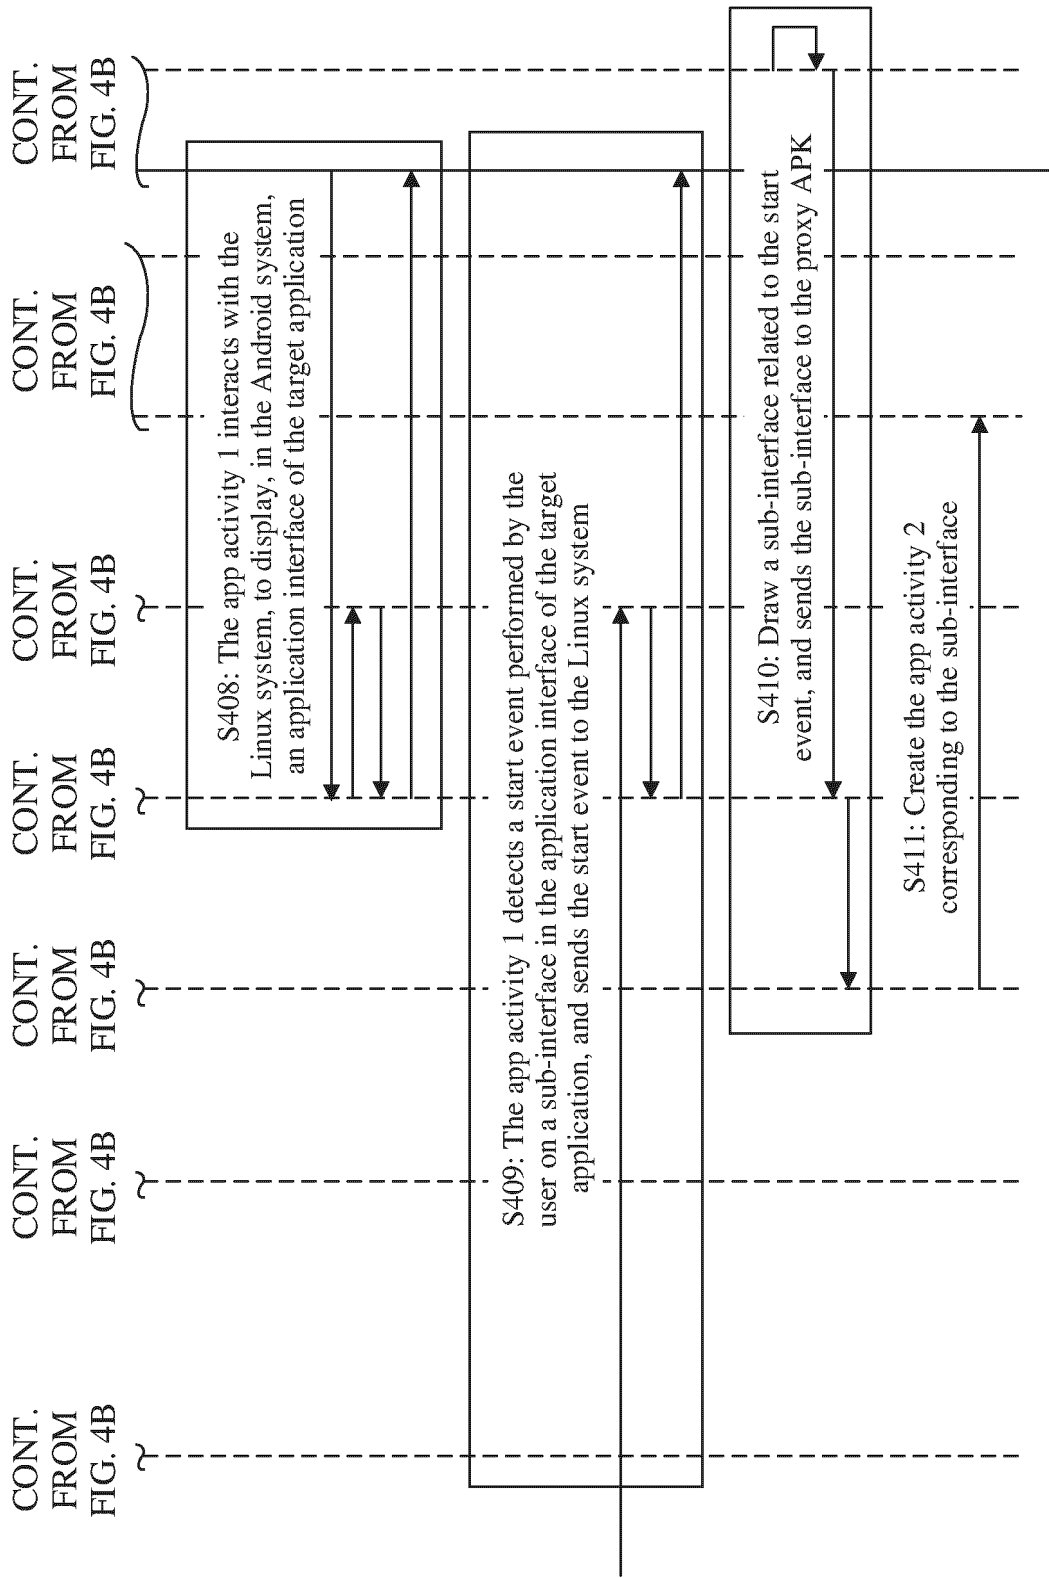 CONT.
FROM
FIG. 4B
CONT.
FROM
FIG. 4B
CONT.
FROM
FIG. 4B
CONT.
FROM
FIG. 4B
CONT.
FROM
FIG. 4B
CONT.
FROM
FIG. 4B
CONT.
FROM
FIG. 4B
S408: The app activity 1 interacts with the
Linux system, to display, in the Android system,
an application interface of the target application
S409: The app activity 1 detects a start event performed by the
user on a sub-interface in the application interface of the target
application, and sends the start event to the Linux system
S410: Draw a sub-interface related to the start
event, and sends the sub-interface to the proxy APK
S411: Create the app activity 2
corresponding to the sub-interface